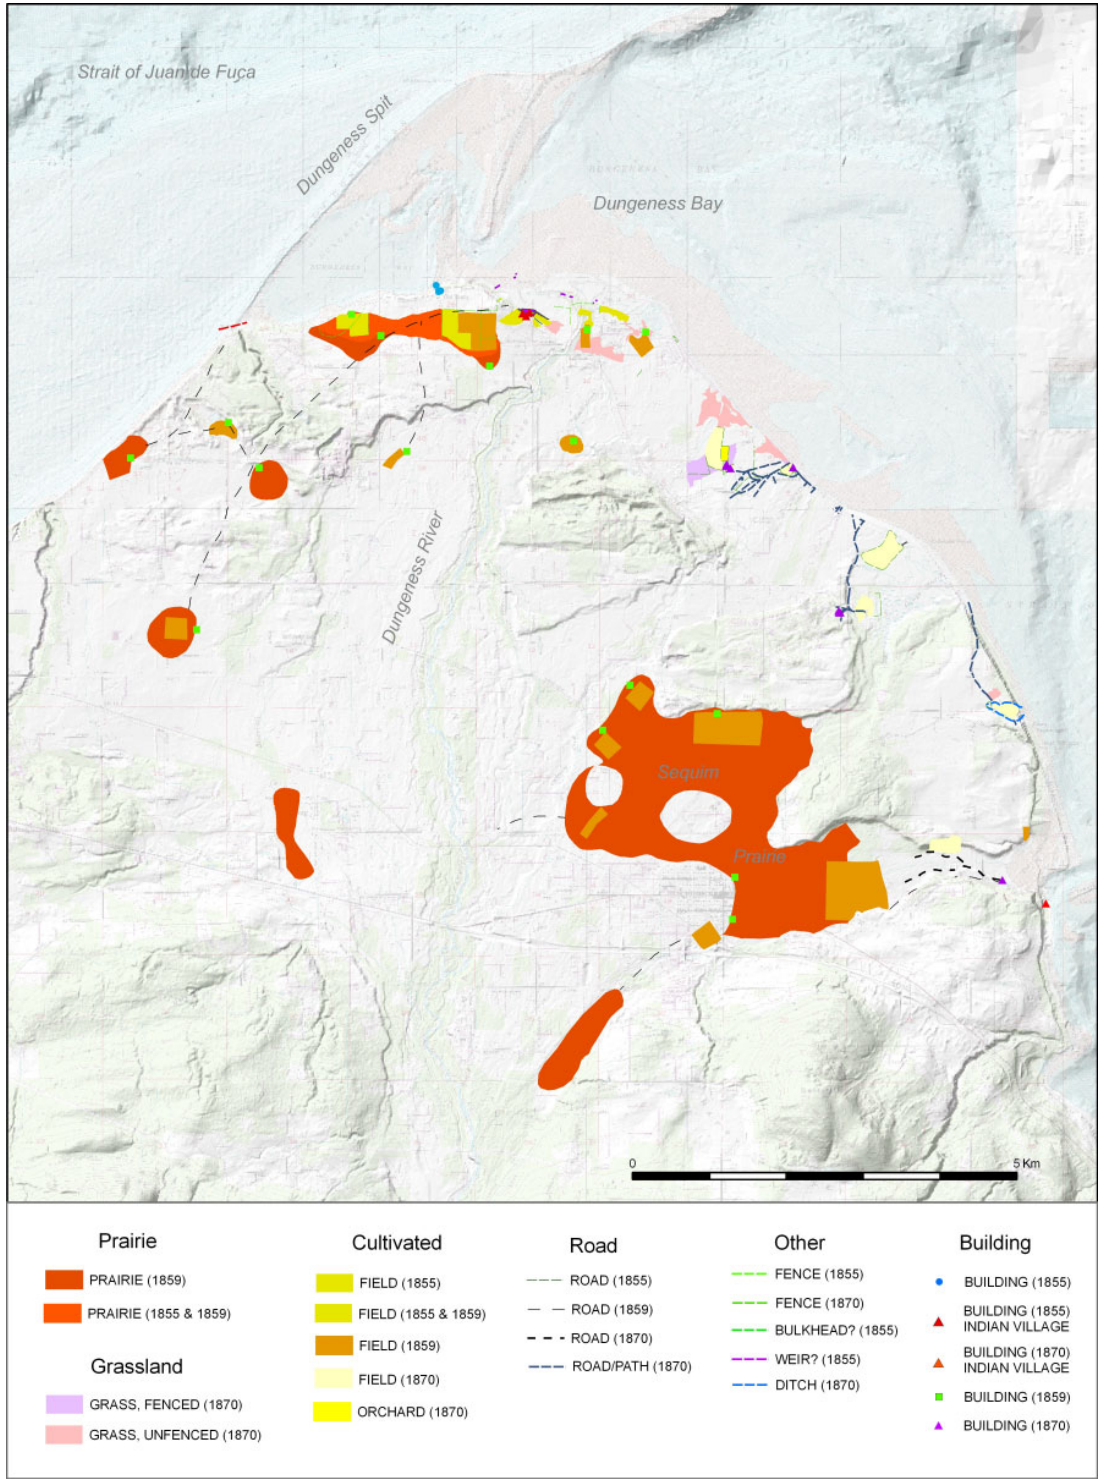 Strait of Juan de Fuca
Dungeness Spit
Dungeness Bay
DUNGENESS BAY
Dungeness River
Sequim
Prairie
0
5 Km
Prairie
PRAIRIE (1859)
PRAIRIE (1855 & 1859)
Grassland
GRASS, FENCED (1870)
GRASS, UNFENCED (1870)
Cultivated
FIELD (1855)
FIELD (1855 & 1859)
FIELD (1859)
FIELD (1870)
ORCHARD (1870)
Road
ROAD (1855)
ROAD (1859)
ROAD (1870)
ROAD/PATH (1870)
Other
FENCE (1855)
FENCE (1870)
BULKHEAD? (1855)
WEIR? (1855)
DITCH (1870)
Building
BUILDING (1855)
BUILDING (1855)
INDIAN VILLAGE
BUILDING (1870)
INDIAN VILLAGE
BUILDING (1859)
BUILDING (1870)